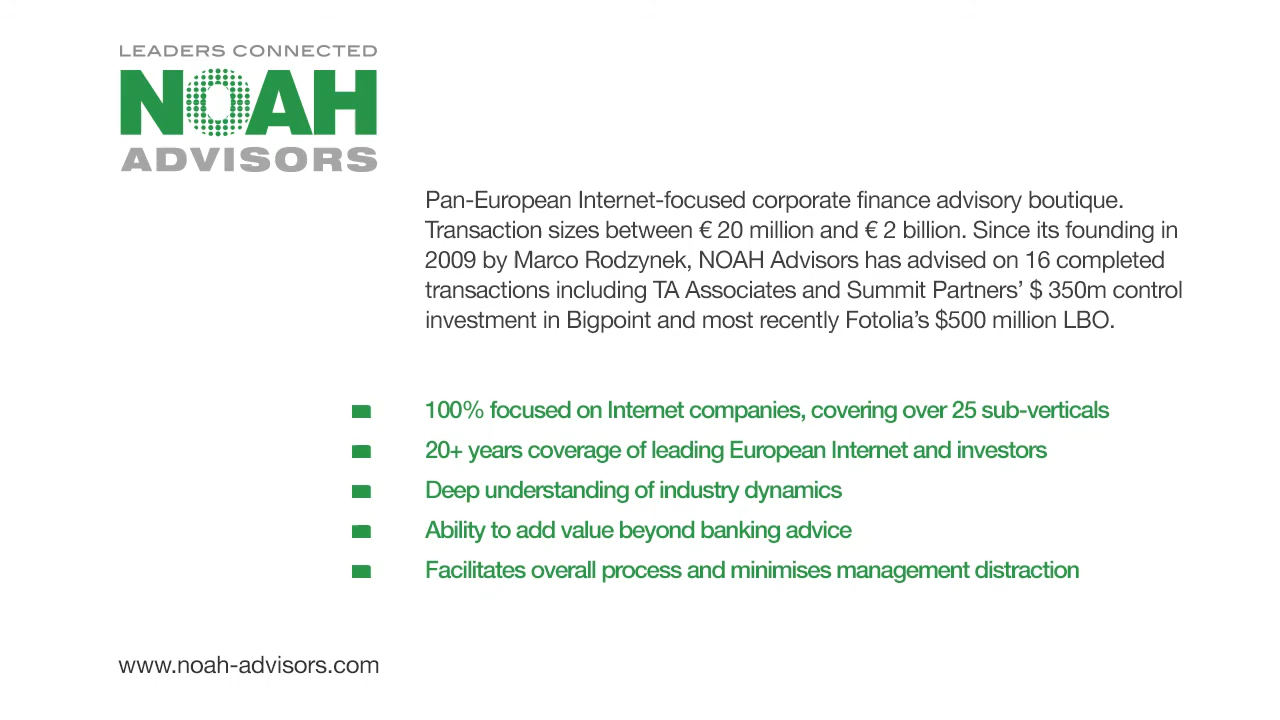 LEADERS CONNECTED
NOAH
ADVISORS
Pan-European Internet-focused corporate finance advisory boutique.
Transaction sizes between € 20 million and € 2 billion. Since its founding in
2009 by Marco Rodzynek, NOAH Advisors has advised on 16 completed
transactions including TA Associates and Summit Partners’ $ 350m control
investment in Bigpoint and most recently Fotolia’s $500 million LBO.
100% focused on Internet companies, covering over 25 sub-verticals
20+ years coverage of leading European Internet and investors
Deep understanding of industry dynamics
Ability to add value beyond banking advice
Facilitates overall process and minimises management distraction
www.noah-advisors.com